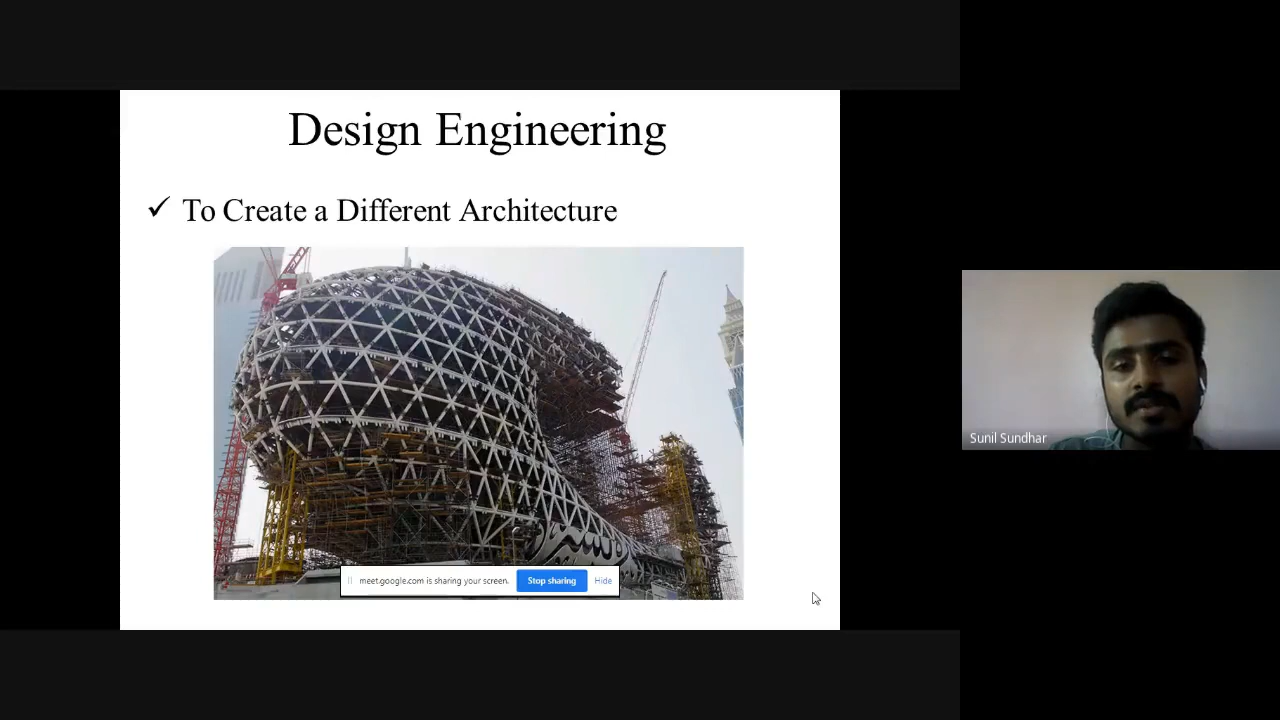 Design Engineering
✓ To Create a Different Architecture
meet.google.com is sharing your screen. Stop sharing Hide
Sunil Sundhar